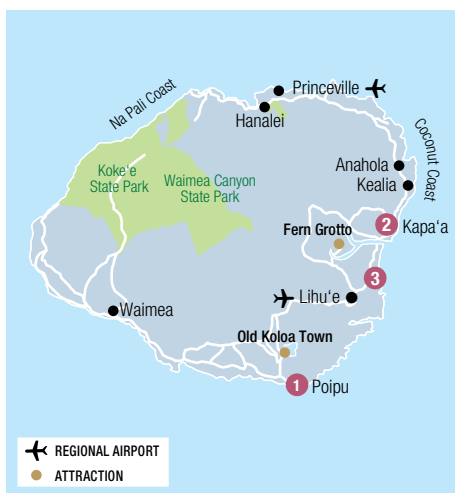 Princeville
Hanalei
Na Pali Coast
Coconut Coast
Anahola
Kealia
Koke‘e
State Park
Waimea Canyon
State Park
2 Kapa‘a
Fern Grotto
3
Lihu‘e
Waimea
Old Koloa Town
1 Poipu
REGIONAL AIRPORT
ATTRACTION